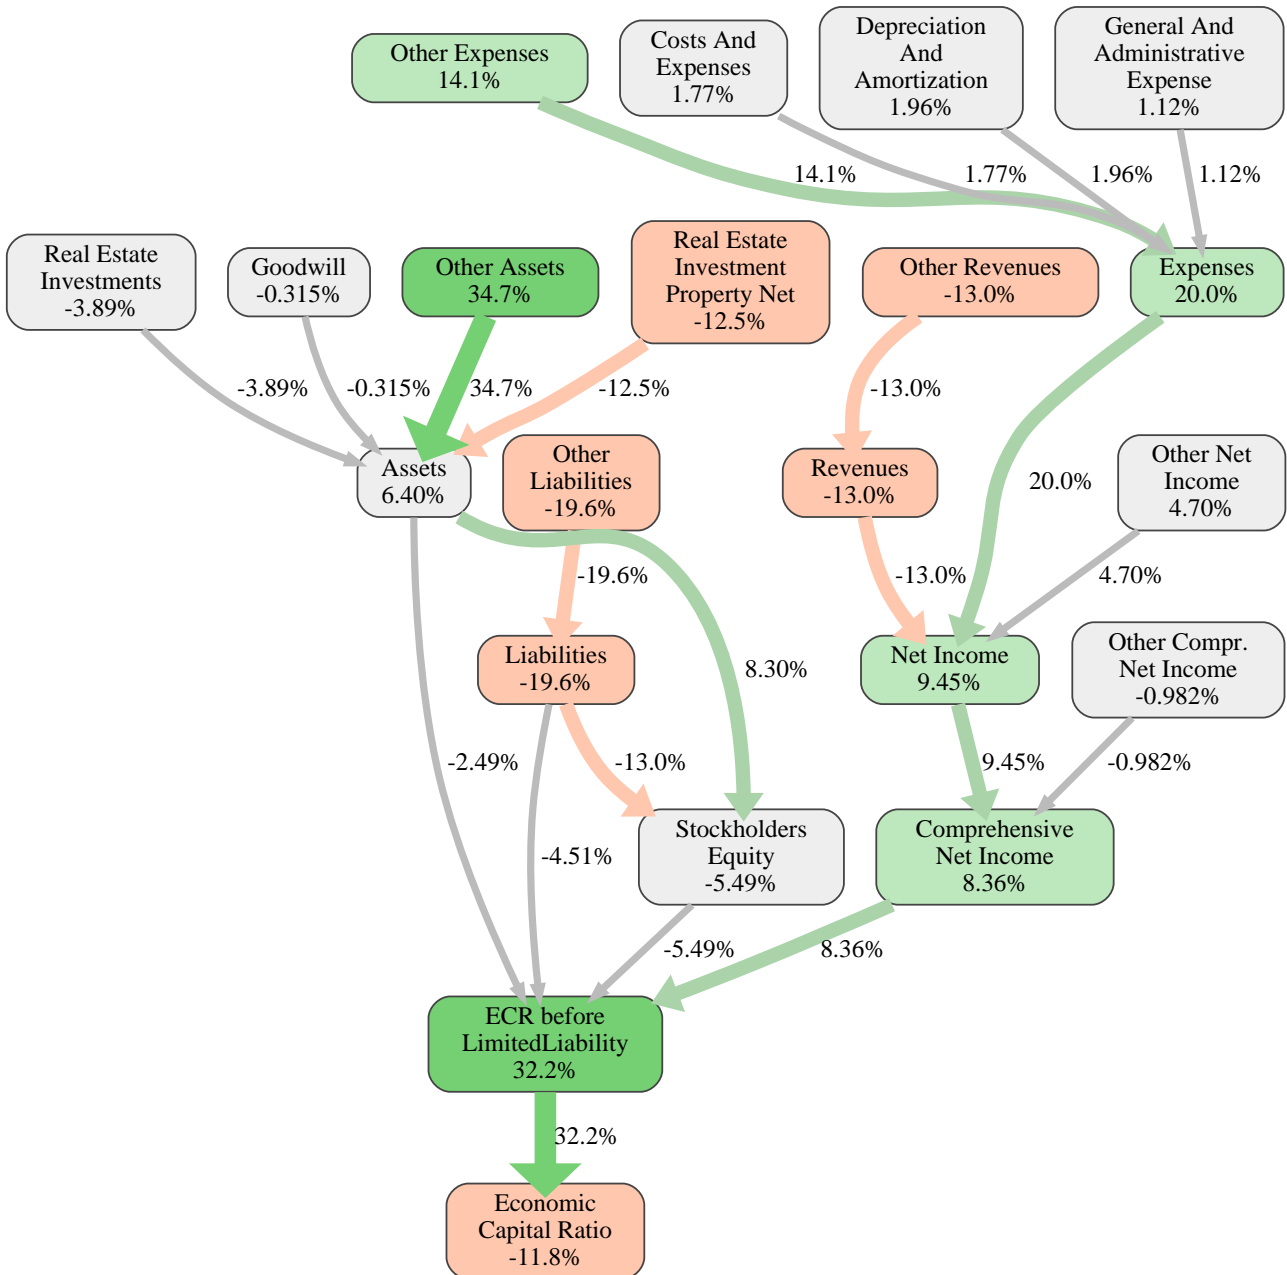 Other Expenses
14.1%
Costs And
Expenses
1.77%
Depreciation
And
Amortization
1.96%
General And
Administrative
Expense
1.12%
14.1%
1.77%
1.96%
1.12%
Real Estate
Investments
-3.89%
Goodwill
-0.315%
Other Assets
34.7%
Real Estate
Investment
Property Net
-12.5%
Other Revenues
-13.0%
Expenses
20.0%
-3.89%
-0.315%
34.7%
-12.5%
-13.0%
20.0%
Assets
6.40%
Other
Liabilities
-19.6%
Revenues
-13.0%
Other Net
Income
4.70%
-19.6%
-13.0%
4.70%
Liabilities
-19.6%
8.30%
Net Income
9.45%
Other Compr.
Net Income
-0.982%
-2.49%
-13.0%
9.45%
-0.982%
-4.51%
Stockholders
Equity
-5.49%
Comprehensive
Net Income
8.36%
-5.49%
8.36%
ECR before
LimitedLiability
32.2%
32.2%
Economic
Capital Ratio
-11.8%